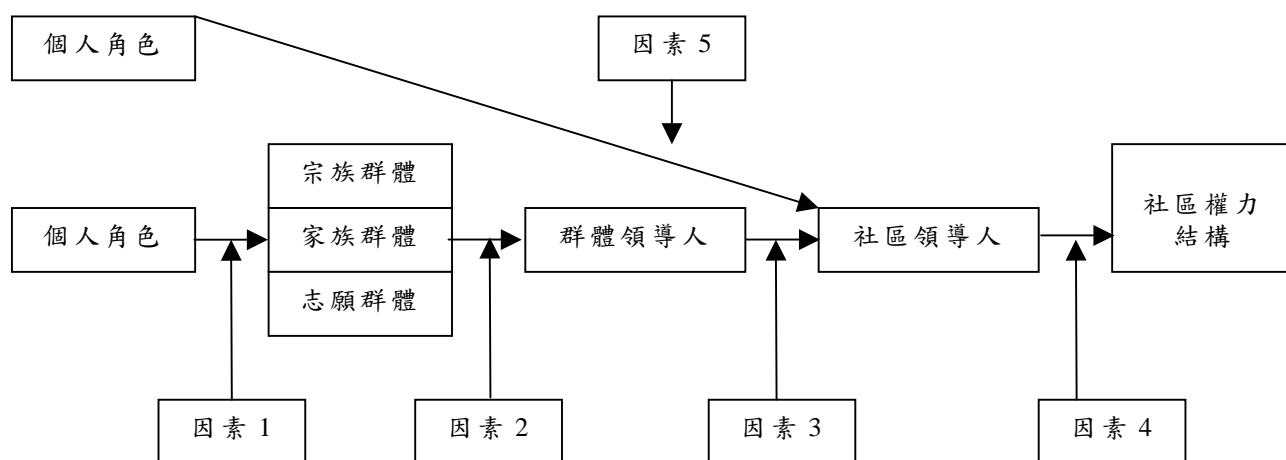 個人角色
因素 5
宗族群體
個人角色
家族群體
群體領導人
社區領導人
社區權力
結構
志願群體
因素 1
因素 2
因素 3
因素 4